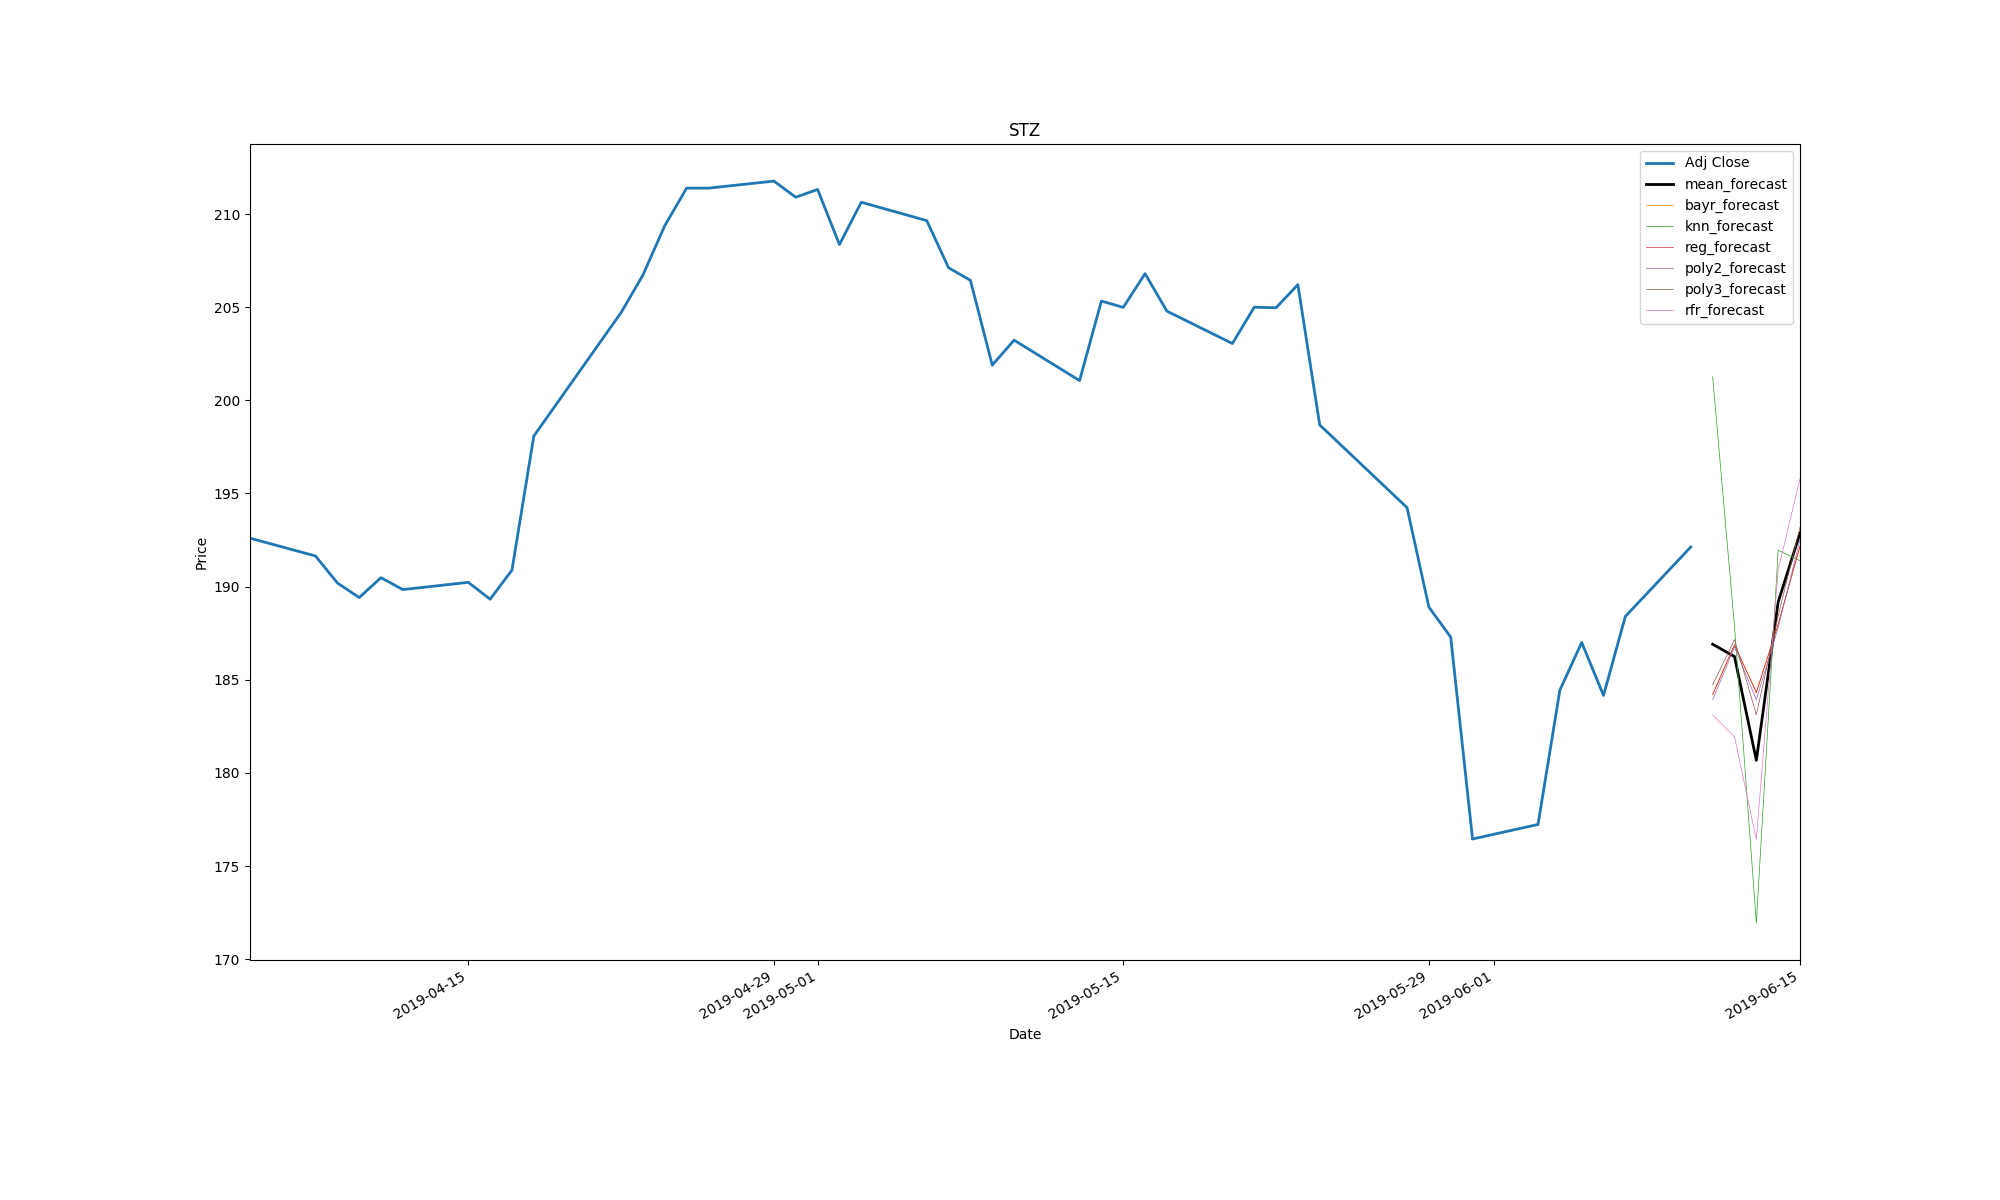 STZ
Adj Close
mean_forecast
bayr_forecast
knn_forecast
reg_forecast
poly2_forecast
poly3_forecast
rfr_forecast
Price
210
205
200
195
190
185
180
175
170
2019-04-15
2019-04-29
2019-05-01
2019-05-15
2019-05-29
2019-06-01
2019-06-15
Date